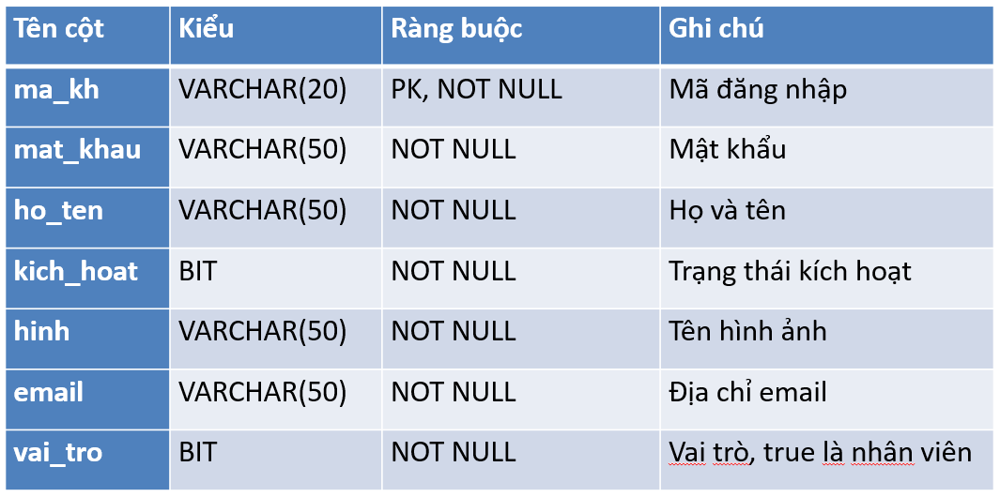 Tên cột Kiểu Ràng buộc Ghi chú
ma_kh VARCHAR(20) PK, NOT NULL Mã đăng nhập
mat_khau VARCHAR(50) NOT NULL Mật khẩu
ho_ten VARCHAR(50) NOT NULL Họ và tên
kich_hoat BIT NOT NULL Trạng thái kích hoạt
hinh VARCHAR(50) NOT NULL Tên hình ảnh
email VARCHAR(50) NOT NULL Địa chỉ email
vai_tro BIT NOT NULL Vai trò, true là nhân viên